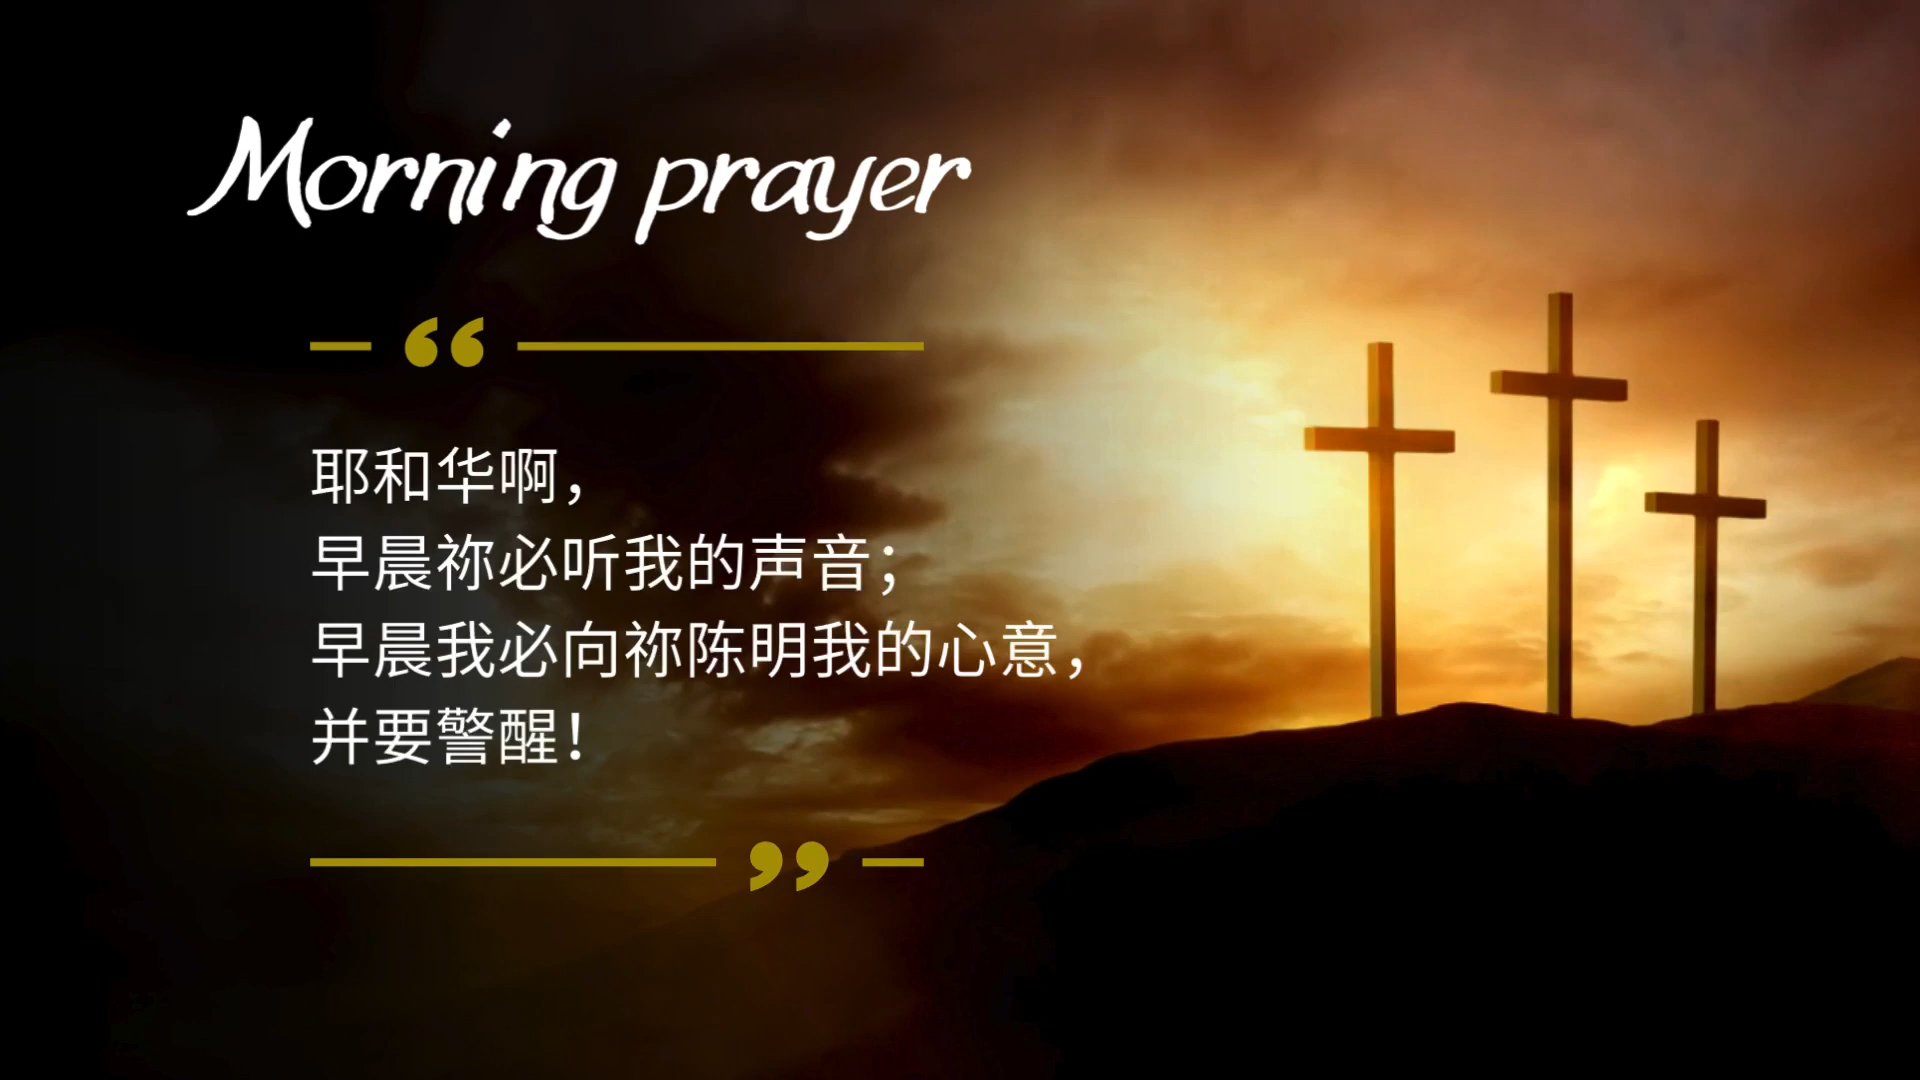 Morning prayer
“
耶和华啊，
早晨祢必听我的声音；
早晨我必向祢陈明我的心意，
并要警醒！
”